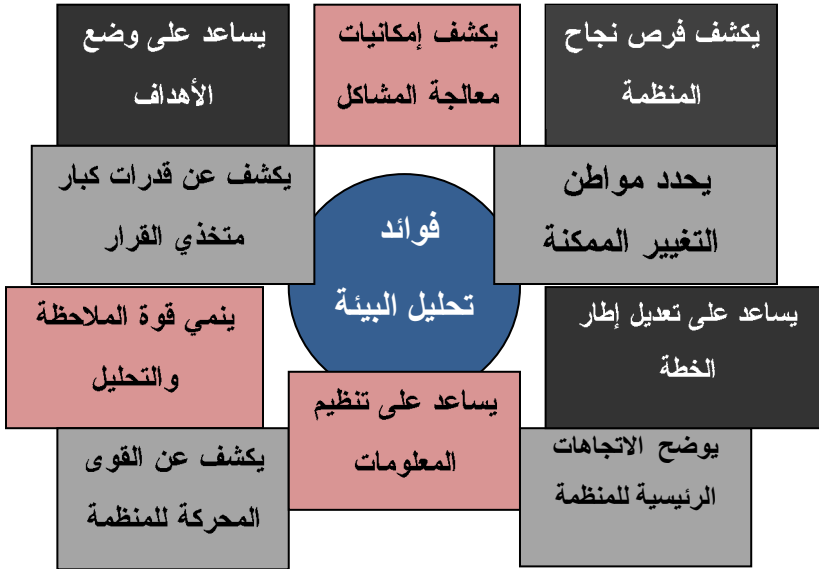 يكشف فرص نجاح
المنظمة
يكشف إمكانيات
معالجة المشاكل
يساعد على وضع
الأهداف
يحدد مواطن
التغيير الممكنة
فوائد
تحليل البيئة
يكشف عن قدرات كبار
متخذي القرار
يساعد على تعديل إطار
الخطة
ينمي قوة الملاحظة
والتحليل
يساعد على تنظيم
المعلومات
يوضح الاتجاهات
الرئيسية للمنظمة
يكشف عن القوى
المحركة للمنظمة